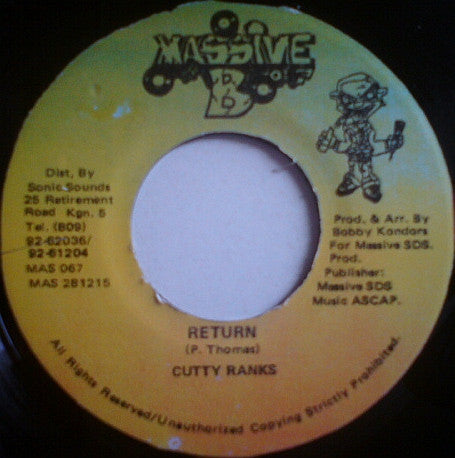 MASSIVE
B
Dist, By
Sonic Sounds
25 Retirement
Road Kgn. 5
Tel. (809)
92-62036/
92-61204
MAS 067
MAS 281215
Prod. & Arr. By
Bobby Kondors
For Massive SDS.
Prod.
Publisher:
Massive SDS
Music ASCAP.
RETURN
(P. Thomas)
CUTTY RANKS
All Rights Reserved/Unauthorized Copying Strictly Prohibited.